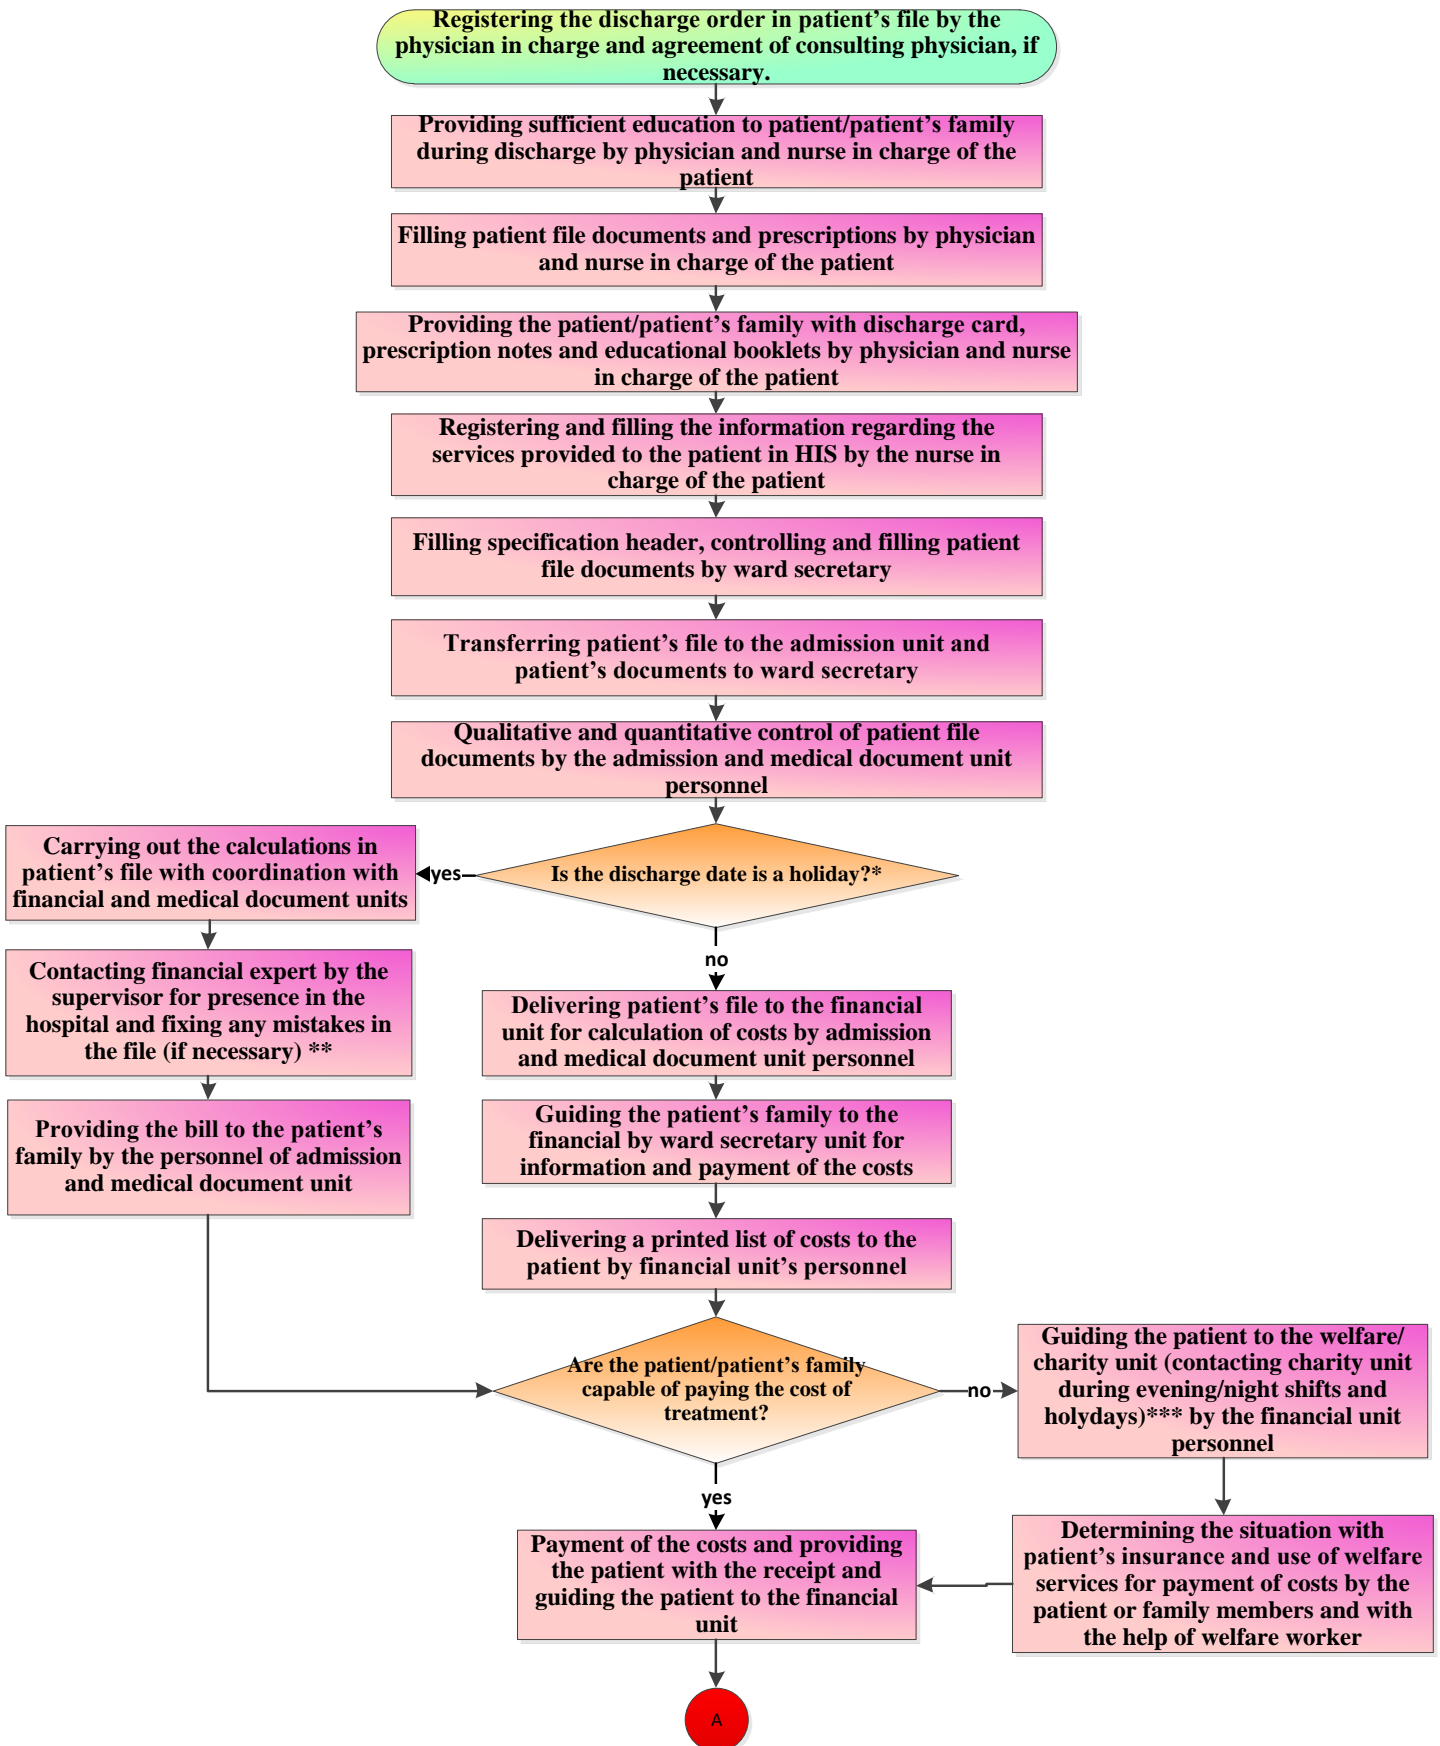 Registering the discharge order in patient's file by the
physician in charge and agreement of consulting physician, if
necessary.
Providing sufficient education to patient/patient's family
during discharge by physician and nurse in charge of the
patient
Filling patient file documents and prescriptions by physician
and nurse in charge of the patient
Providing the patient/patient's family with discharge card,
prescription notes and educational booklets by physician and nurse
in charge of the patient
Registering and filling the information regarding the
services provided to the patient in HIS by the nurse in
charge of the patient
Filling specification header, controlling and filling patient
file documents by ward secretary
Transferring patient's file to the admission unit and
patient's documents to ward secretary
Qualitative and quantitative control of patient file
documents by the admission and medical document unit
personnel
Is the discharge date is a holiday?*
yes
Carrying out the calculations in
patient's file with coordination with
financial and medical document units
Contacting financial expert by the
supervisor for presence in the
hospital and fixing any mistakes in
the file (if necessary) **
Providing the bill to the patient's
family by the personnel of admission
and medical document unit
no
Delivering patient's file to the financial
unit for calculation of costs by admission
and medical document unit personnel
Guiding the patient's family to the
financial by ward secretary unit for
information and payment of the costs
Delivering a printed list of costs to the
patient by financial unit's personnel
Are the patient/patient's family
capable of paying the cost of
treatment?
no
Guiding the patient to the welfare/
charity unit (contacting charity unit
during evening/night shifts and
holydays)*** by the financial unit
personnel
Determining the situation with
patient's insurance and use of welfare
services for payment of costs by the
patient or family members and with
the help of welfare worker
yes
Payment of the costs and providing
the patient with the receipt and
guiding the patient to the financial
unit
A